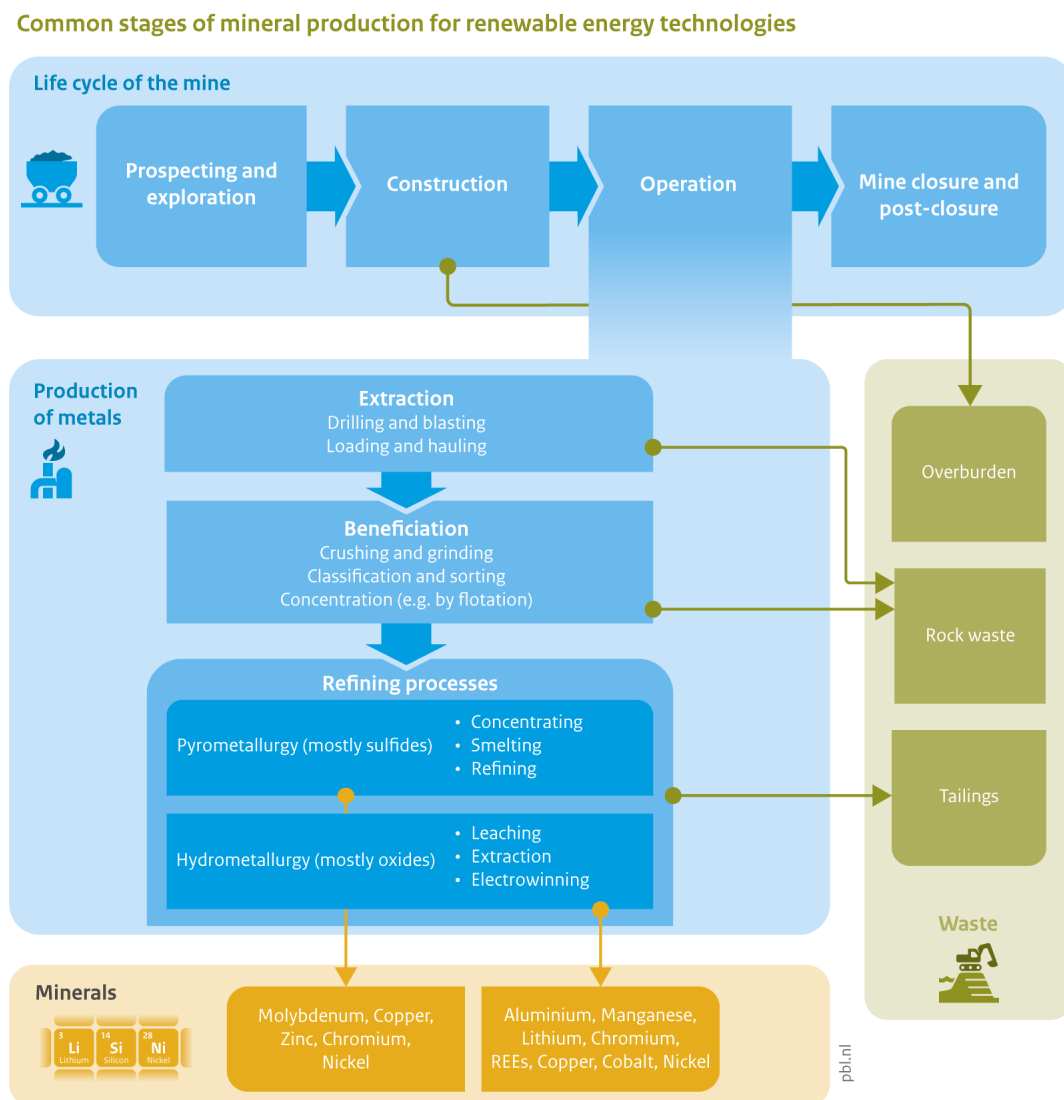 Common stages of mineral production for renewable energy technologies
Life cycle of the mine
Prospecting and
exploration
Construction
Operation
Mine closure and
post-closure
Production
of metals
Extraction
Drilling and blasting
Loading and hauling
Beneficiation
Crushing and grinding
Classification and sorting
Concentration (e.g. by flotation)
Refining processes
Pyrometallurgy (mostly sulfides)
• Concentrating
• Smelting
• Refining
Hydrometallurgy (mostly oxides)
• Leaching
• Extraction
• Electrowinning
Overburden
Rock waste
Tailings
Waste
Minerals
3
Li
Lithium
14
Si
Silicon
28
Ni
Nickel
Molybdenum, Copper,
Zinc, Chromium,
Nickel
Aluminium, Manganese,
Lithium, Chromium,
REEs, Copper, Cobalt, Nickel
pbl.nl